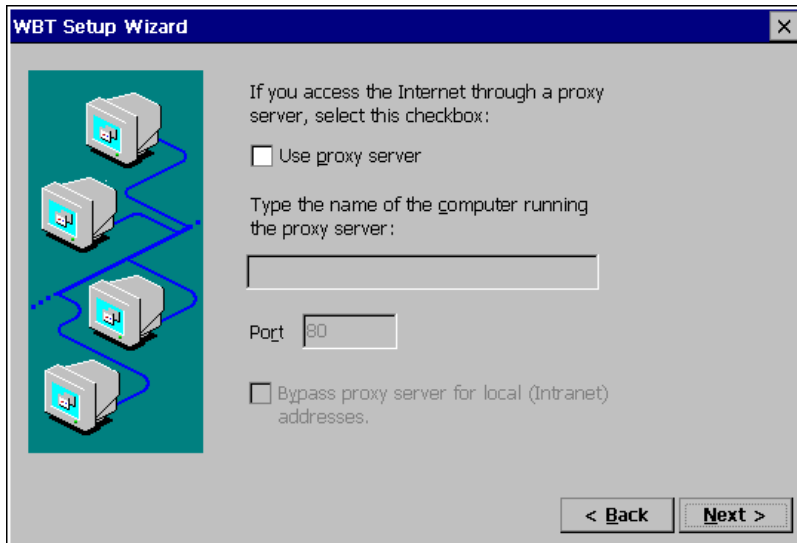 WBT Setup Wizard
If you access the Internet through a proxy
server, select this checkbox:
Use proxy server
Type the name of the computer running
the proxy server:
Port 80
Bypass proxy server for local (Intranet)
addresses.
< Back Next >